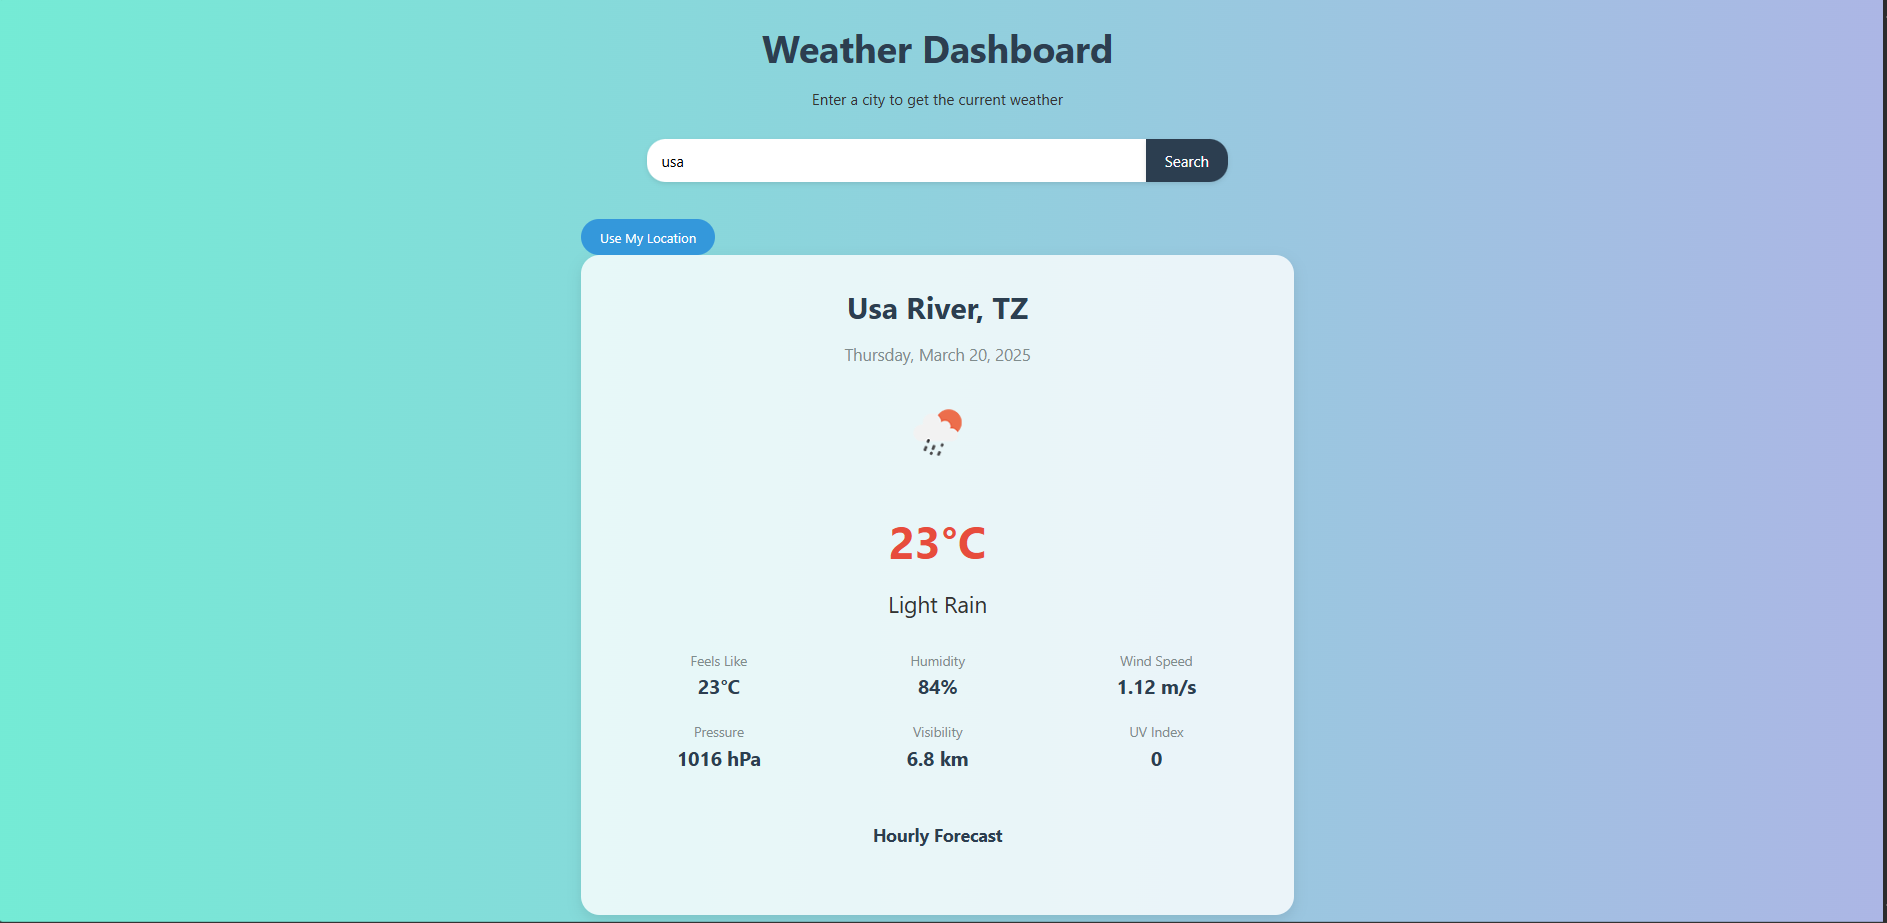 Weather Dashboard
Enter a city to get the current weather
usa
Search
Use My Location
Usa River, TZ
Thursday, March 20, 2025
23°C
Light Rain
Feels Like
23°C
Humidity
84%
Wind Speed
1.12 m/s
Pressure
1016 hPa
Visibility
6.8 km
UV Index
0
Hourly Forecast